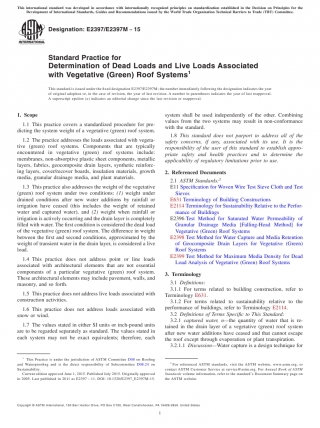 This international standard was developed in accordance with internationally recognized principles on standardization established in the Decision on Principles for the
Development of International Standards, Guides and Recommendations issued by the World Trade Organization Technical Barriers to Trade (TBT) Committee.
Designation: E2397/E2397M − 15
Standard Practice for
Determination of Dead Loads and Live Loads Associated
with Vegetative (Green) Roof Systems1
This standard is issued under the fixed designation E2397/E2397M; the number immediately following the designation indicates the year
of original adoption or, in the case of revision, the year of last revision. A number in parentheses indicates the year of last reapproval.
A superscript epsilon (ε) indicates an editorial change since the last revision or reapproval.
1. Scope
1.1 This practice covers a standardized procedure for pre-
dicting the system weight of a vegetative (green) roof system.
1.2 The practice addresses the loads associated with vegeta-
tive (green) roof systems. Components that are typically
encountered in vegetative (green) roof systems include:
membranes, non-absorptive plastic sheet components, metallic
layers, fabrics, geocomposite drain layers, synthetic reinforc-
ing layers, cover/recover boards, insulation materials, growth
media, granular drainage media, and plant materials.
1.3 This practice also addresses the weight of the vegetative
(green) roof system under two conditions: (1) weight under
drained conditions after new water additions by rainfall or
irrigation have ceased (this includes the weight of retained
water and captured water), and (2) weight when rainfall or
irrigation is actively occurring and the drain layer is completely
filled with water. The first condition is considered the dead load
of the vegetative (green) roof system. The difference in weight
between the first and second conditions, approximated by the
weight of transient water in the drain layer, is considered a live
load.
1.4 This practice does not address point or line loads
associated with architectural elements that are not essential
components of a particular vegetative (green) roof system.
These architectural elements may include pavement, walls, and
masonry, and so forth.
1.5 This practice does not address live loads associated with
construction activities.
1.6 This practice does not address loads associated with
snow or wind.
1.7 The values stated in either SI units or inch-pound units
are to be regarded separately as standard. The values stated in
each system may not be exact equivalents; therefore, each
1 This practice is under the jurisdiction of ASTM Committee D08 on Roofing
and Waterproofing and is the direct responsibility of Subcommittee D08.24 on
Sustainability.
Current edition approved June 1, 2015. Published July 2015. Originally approved
in 2005. Last published in 2011 as E2397 – 11. DOI: 10.1520/E2397_E2397M-15.
system shall be used independently of the other. Combining
values from the two systems may result in non-conformance
with the standard.
1.8 This standard does not purport to address all of the
safety concerns, if any, associated with its use. It is the
responsibility of the user of this standard to establish appro-
priate safety and health practices and to determine the
applicability of regulatory limitations prior to use.
2. Referenced Documents
2.1 ASTM Standards:2
E11 Specification for Woven Wire Test Sieve Cloth and Test
Sieves
E631 Terminology of Building Constructions
E2114 Terminology for Sustainability Relative to the Perfor-
mance of Buildings
E2396 Test Method for Saturated Water Permeability of
Granular Drainage Media [Falling-Head Method] for
Vegetative (Green) Roof Systems
E2398 Test Method for Water Capture and Media Retention
of Geocomposite Drain Layers for Vegetative (Green)
Roof Systems
E2399 Test Method for Maximum Media Density for Dead
Load Analysis of Vegetative (Green) Roof Systems
3. Terminology
3.1 Definitions:
3.1.1 For terms related to building construction, refer to
Terminology E631.
3.1.2 For terms related to sustainability relative to the
performance of buildings, refer to Terminology E2114.
3.2 Definitions of Terms Specific to This Standard:
3.2.1 captured water, n—the quantity of water that is re-
tained in the drain layer of a vegetative (green) roof system
after new water additions have ceased and that cannot escape
the roof except through evaporation or plant transpiration.
3.2.1.1 Discussion—Water capture is a design technique for
2 For referenced ASTM standards, visit the ASTM website, www.astm.org, or
contact ASTM Customer Service at service@astm.org. For Annual Book of ASTM
Standards volume information, refer to the standard's Document Summary page on
the ASTM website.
Copyright © ASTM International, 100 Barr Harbor Drive, PO Box C700, West Conshohocken, PA 19428-2959. United States
1